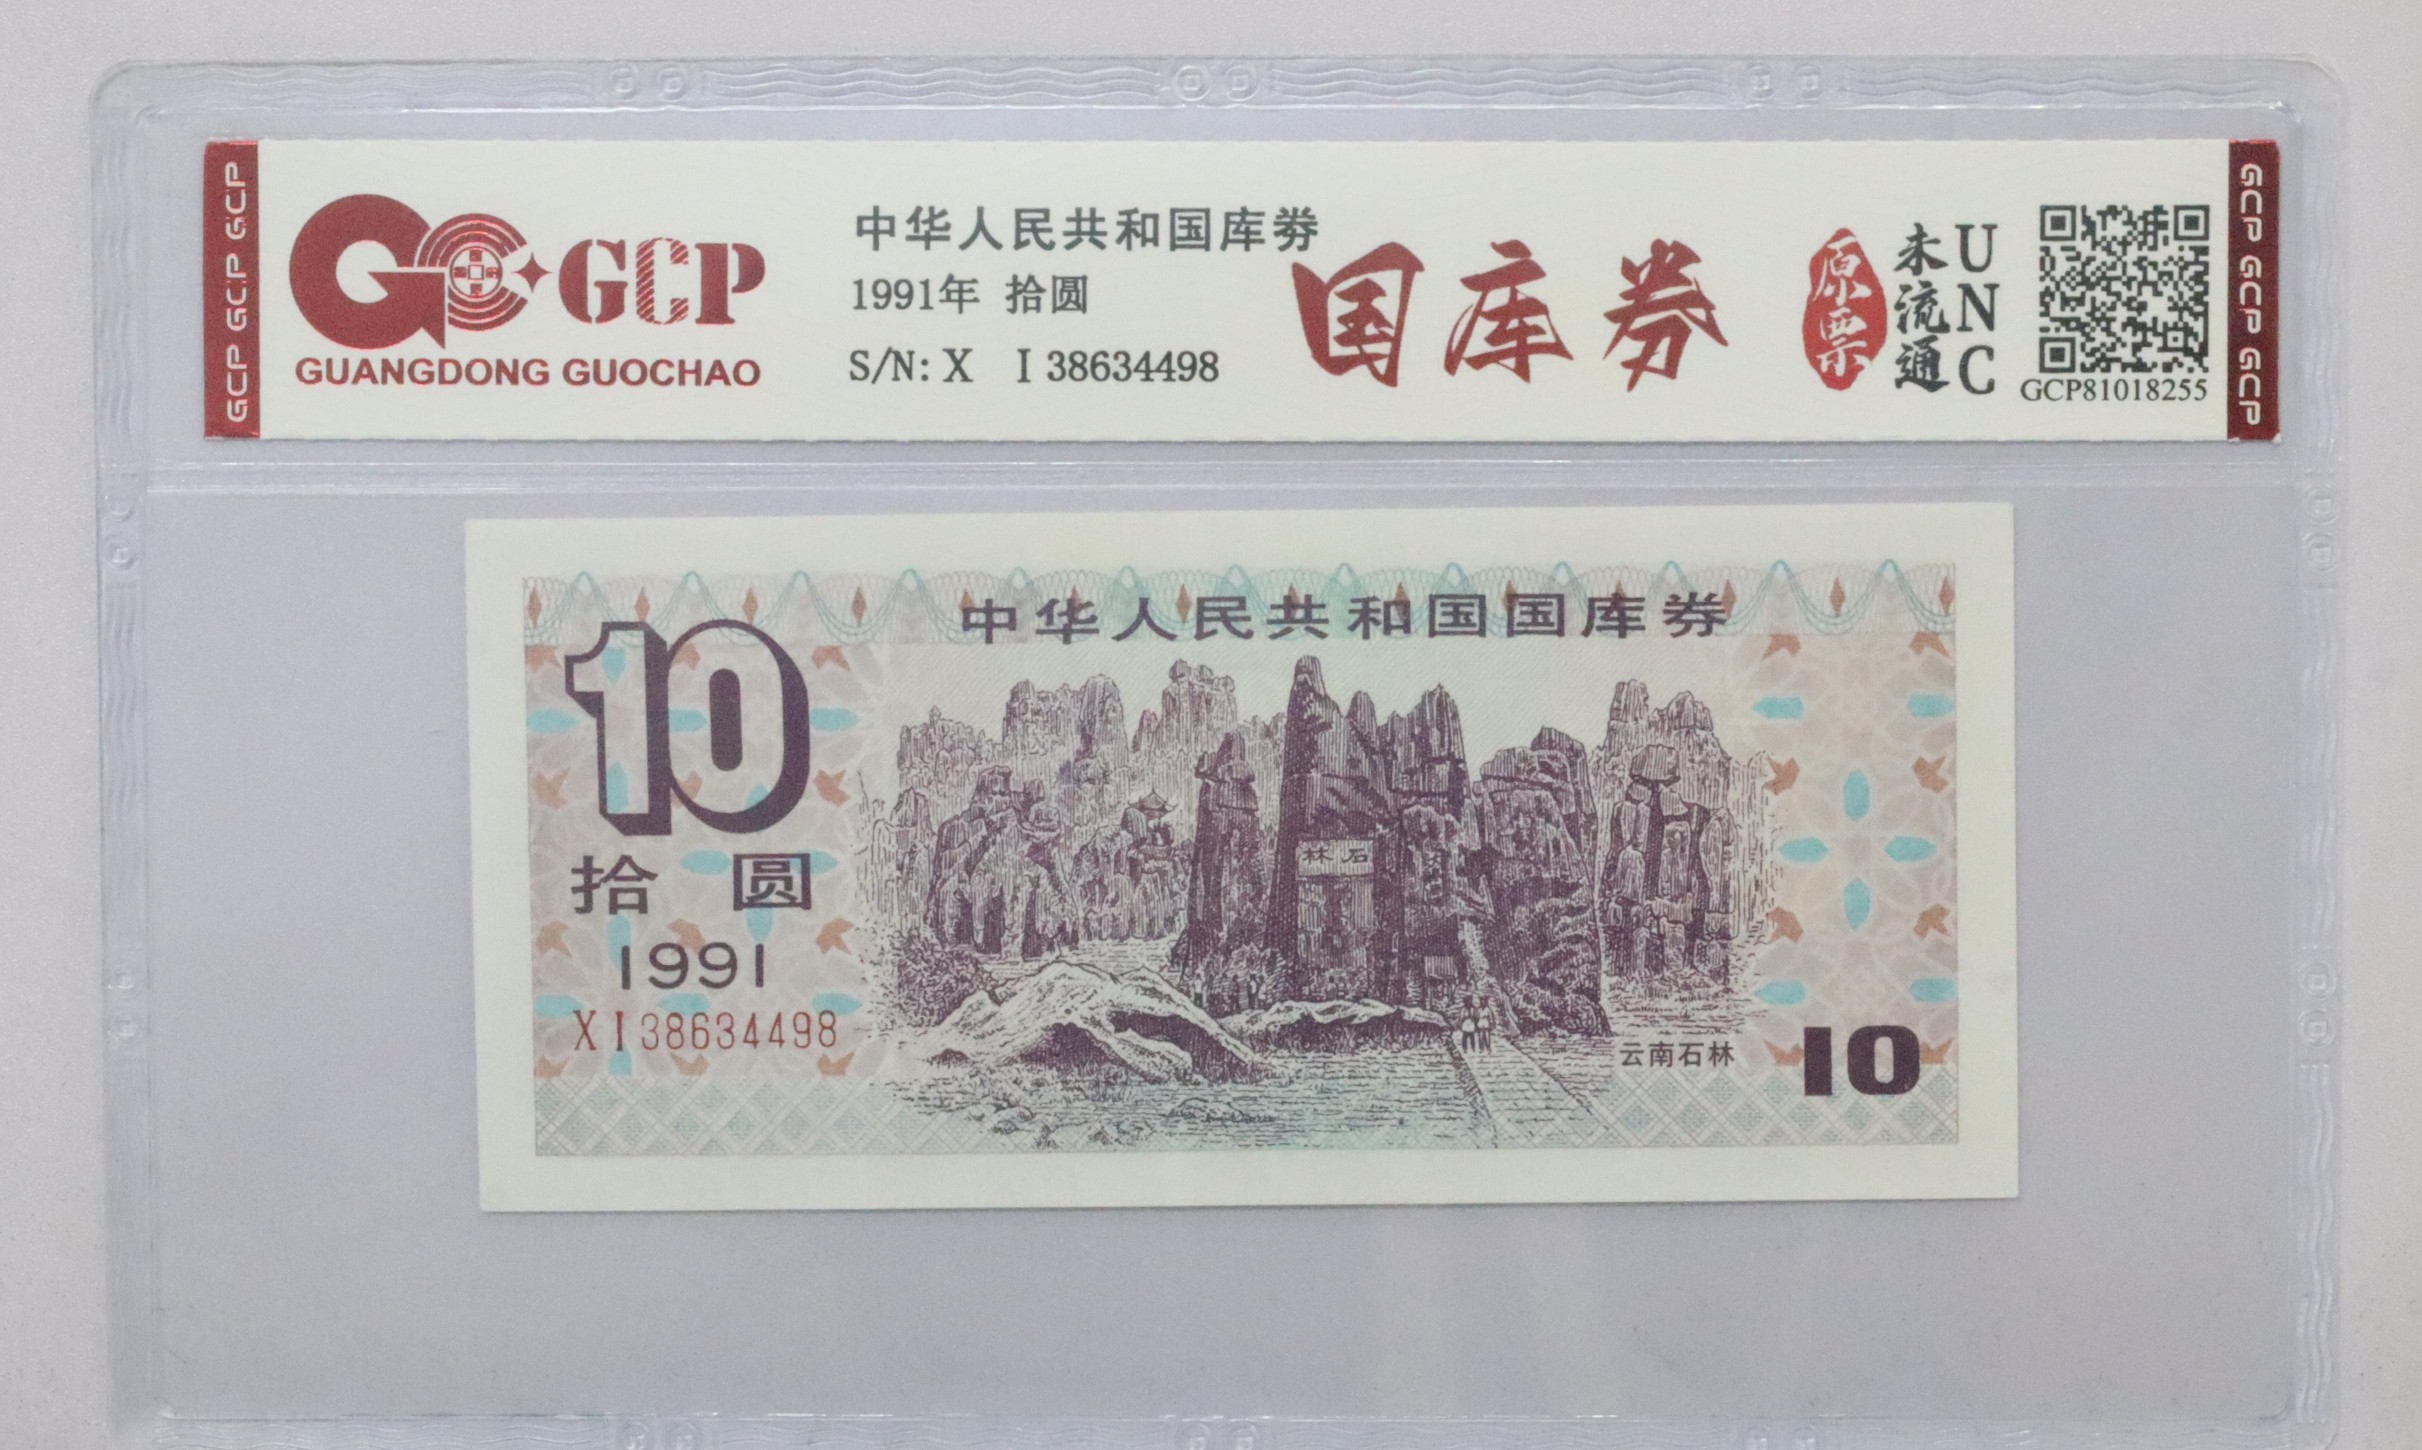 GCP GCP GCP
GCP
GUANGDONG GUOCHAO
中华人民共和国库劵
1991年 拾圆
S/N: X I 38634498
国库券
原票
未流通
UNC
GCP81018255
GCP GCP GCP
中华人民共和国国库券
10
拾圆
1991
X I 38634498
林石
云南石林
10